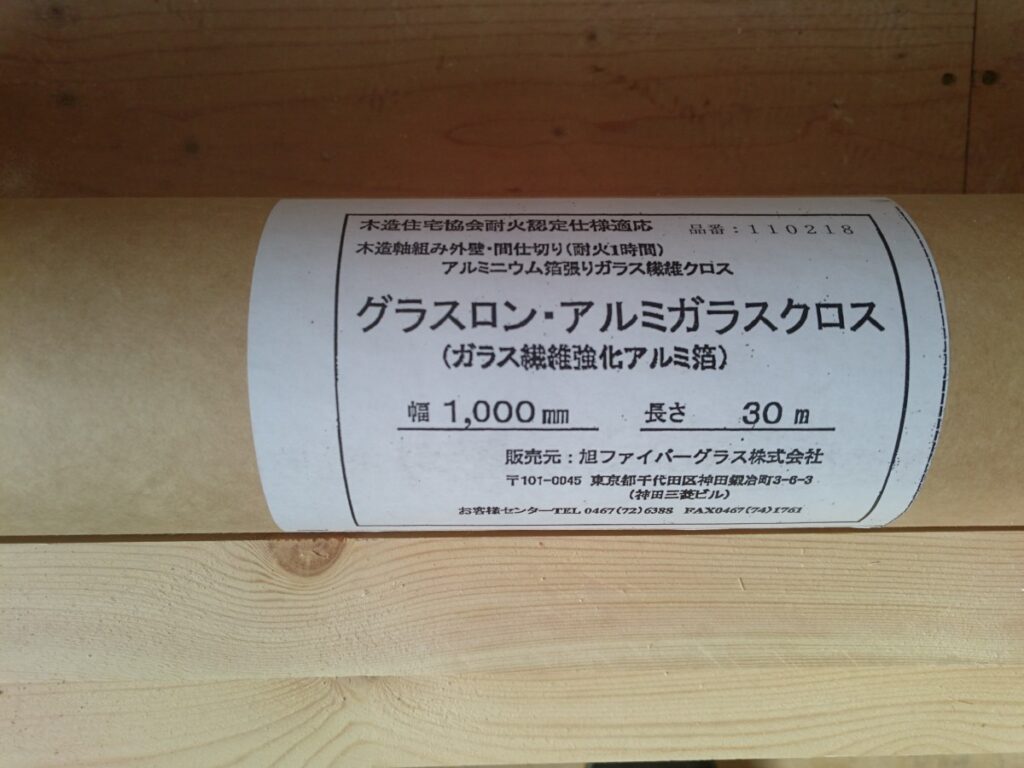 木造住宅協会耐火認定仕様適応 品番：110218
木造軸組み外壁・間仕切り(耐火1時間)
アルミニウム箔張りガラス繊維クロス
グラスロン・アルミガラスクロス
(ガラス繊維強化アルミ箔)
幅 1,000㎜ 長さ 30 m
販売元：旭ファイバーグラス株式会社
〒101-0045 東京都千代田区神田鍛冶町3-6-3
(神田三菱ビル)
お客様センターTEL 0467(72)6388 FAX0467(74)1761